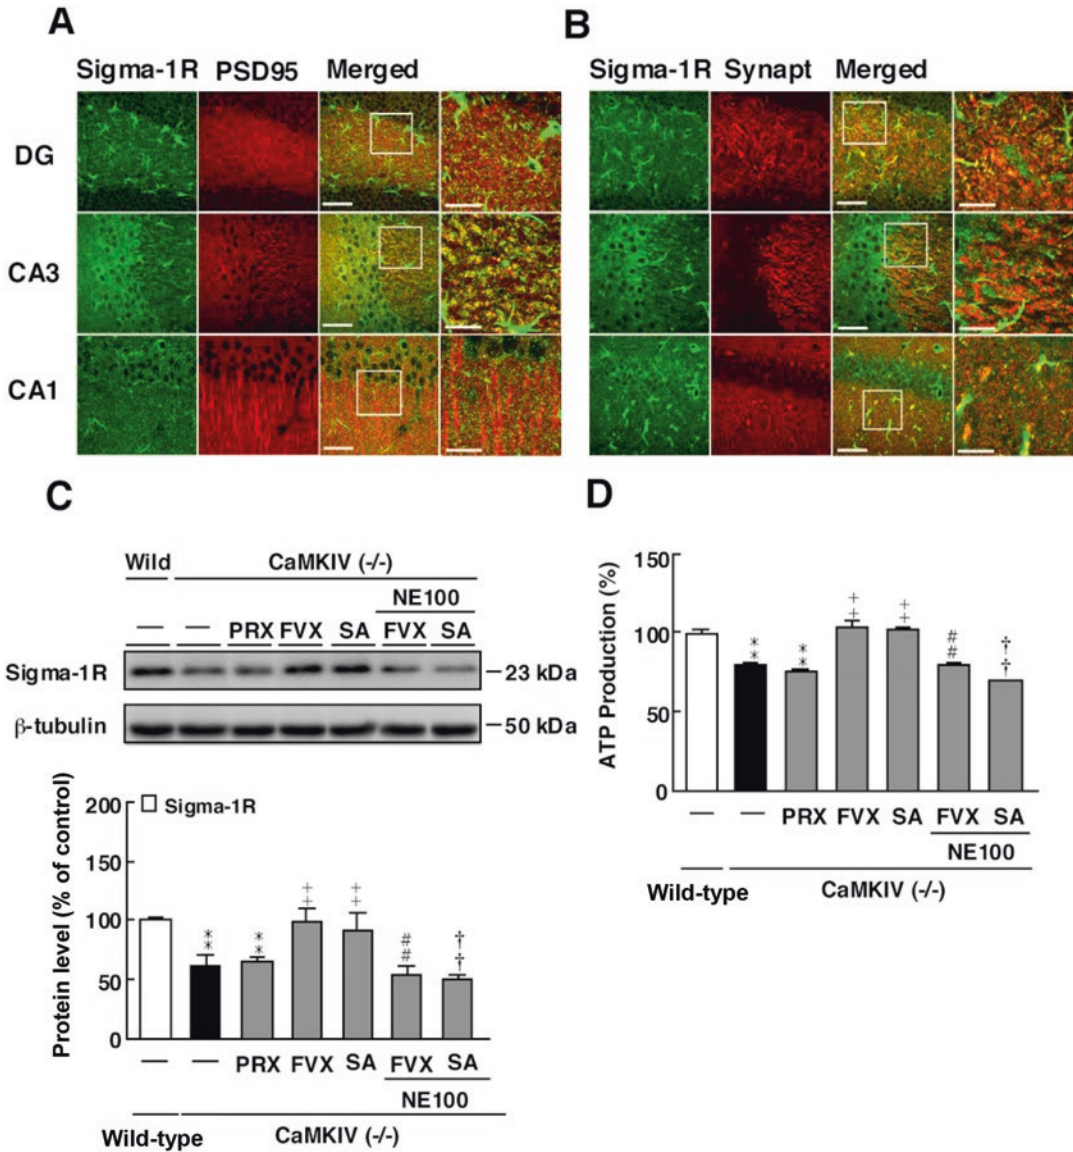 A
Sigma-1R PSD95 Merged
DG
CA3
CA1
B
Sigma-1R Synapt Merged
C
Wild CaMKIV (-/-)
NE100
— — PRX FVX SA FVX SA
Sigma-1R
23 kDa
β-tubulin
50 kDa
Protein level (% of control)
200
150
100
50
0
Sigma-1R
**
**
++
++
##
††
— — PRX FVX SA FVX SA
NE100
Wild-type CaMKIV (-/-)
D
ATP Production (%)
150
100
50
0
**
**
++
++
##
††
— — PRX FVX SA FVX SA
NE100
Wild-type CaMKIV (-/-)